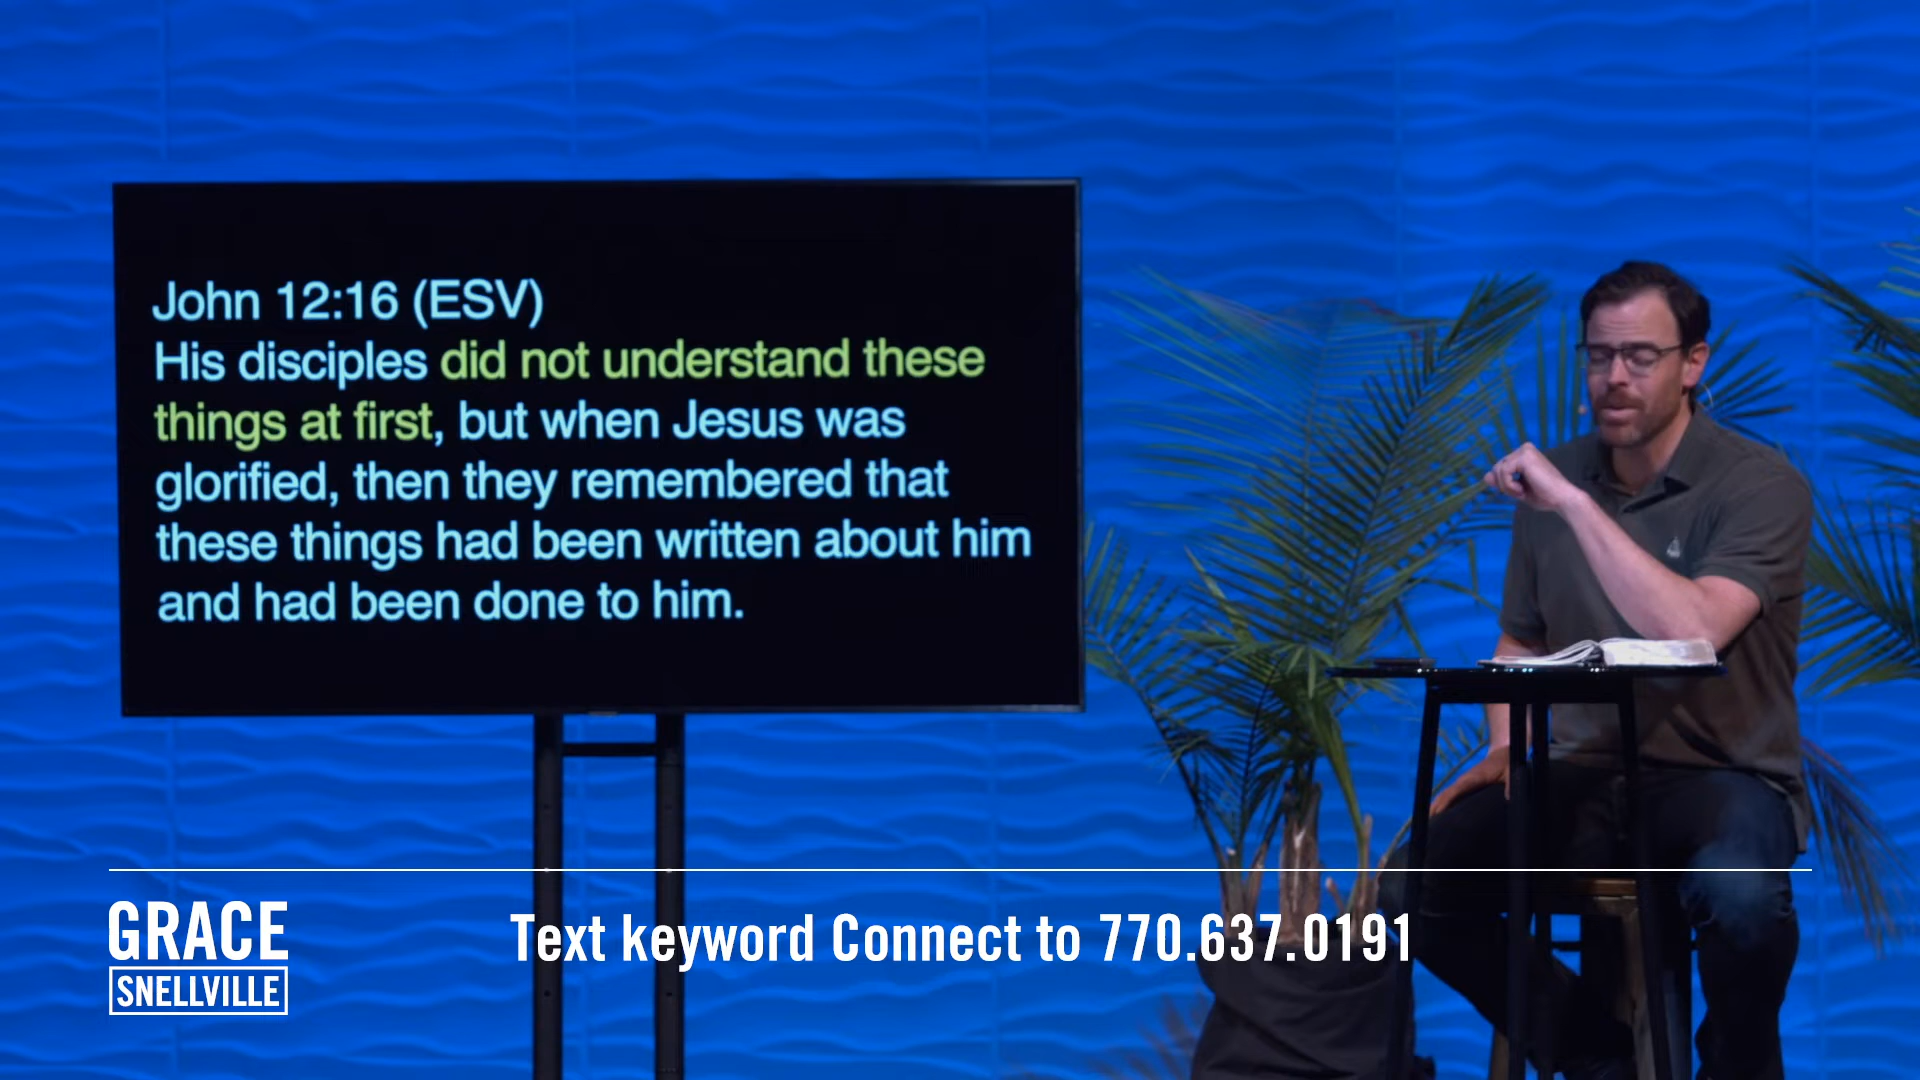 John 12:16 (ESV)
His disciples did not understand these
things at first, but when Jesus was
glorified, then they remembered that
these things had been written about him
and had been done to him.
GRACE
SNELLVILLE
Text keyword Connect to 770.637.0191